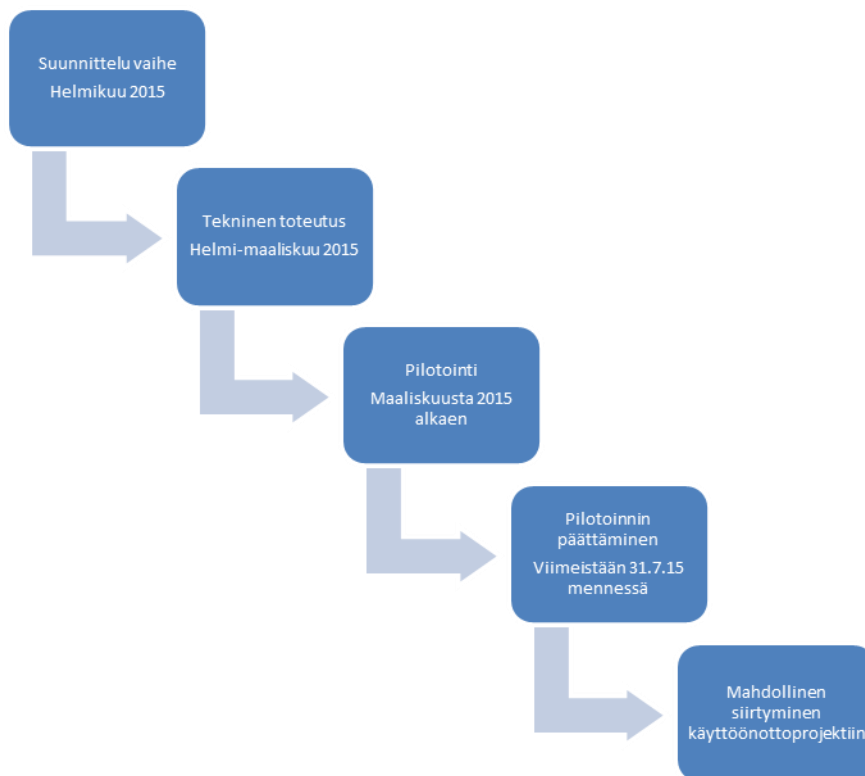 Suunnittelu vaihe
Helmikuu 2015
Tekninen toteutus
Helmi-maaliskuu 2015
Pilotointi
Maaliskuusta 2015
alkaen
Pilotoinnin
päättäminen
Viimeistään 31.7.15
mennessä
Mahdollinen
siirtyminen
käyttöönottoprojektiin